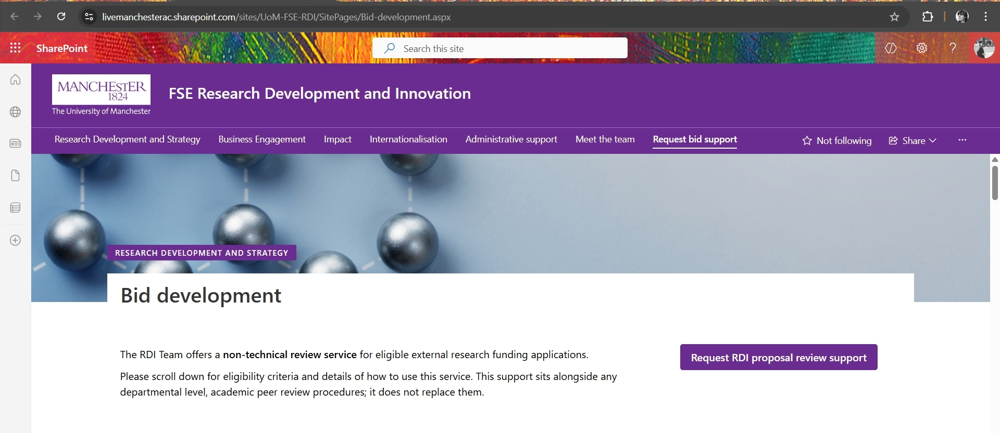 livemanchesterac.sharepoint.com/sites/UoM-FSE-RDI/SitePages/Bid-development.aspx
SharePoint
Search this site
MANCHESTER
1824
The University of Manchester
FSE Research Development and Innovation
Research Development and Strategy
Business Engagement
Impact
Internationalisation
Administrative support
Meet the team
Request bid support
Not following
Share
RESEARCH DEVELOPMENT AND STRATEGY
Bid development
The RDI Team offers a non-technical review service for eligible external research funding applications.
Please scroll down for eligibility criteria and details of how to use this service. This support sits alongside any
departmental level, academic peer review procedures; it does not replace them.
Request RDI proposal review support